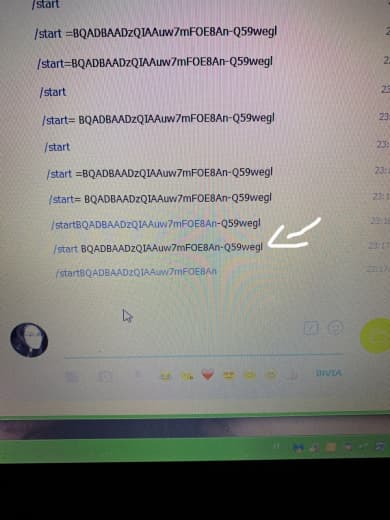 /start
/start =BQADBAADzQIAAuw7mFOE8An-Q59wegl
/start=BQADBAADzQIAAuw7mFOE8An-Q59wegl
/start
/start= BQADBAADzQIAAuw7mFOE8An-Q59wegl
/start
/start =BQADBAADzQIAAuw7mFOE8An-Q59wegl
/start= BQADBAADzQIAAuw7mFOE8An-Q59wegl
/startBQADBAADzQIAAuw7mFOE8An-Q59wegl
/start BQADBAADzQIAAuw7mFOE8An-Q59wegl
/startBQADBAADzQIAAuw7mFOE8An